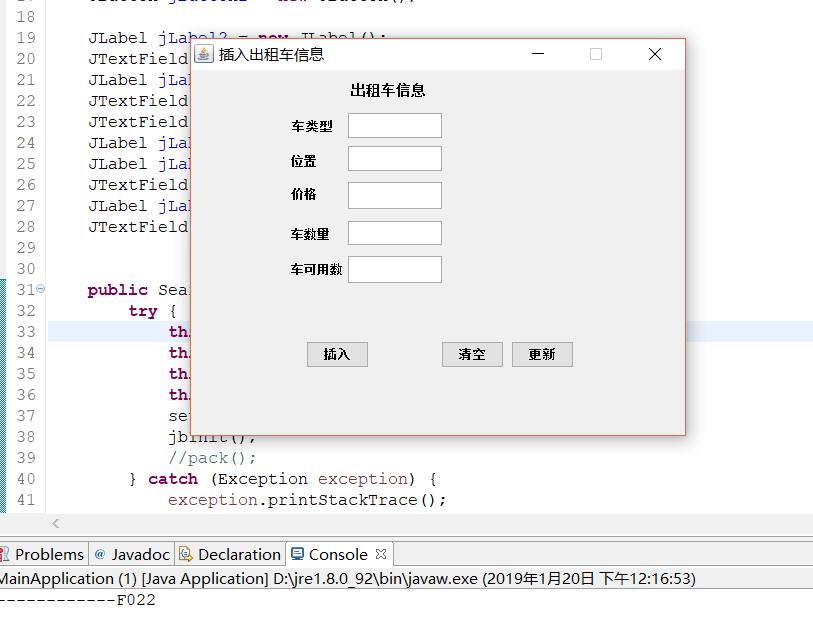 18
19 JLabel jLabel2 = new JLabel();
20 JTextField
21 JLabel jLa
22 JTextField
23 JTextField
24 JLabel jLa
25 JLabel jLa
26 JTextField
27 JLabel jLa
28 JTextField
29
30
31 public Sea
32 try {
33 th
34 th
35 th
36 th
37 se
38 jbInit();
39 //pack();
40 } catch (Exception exception) {
41 exception.printStackTrace();
插入出租车信息
出租车信息
车类型
位置
价格
车数量
车可用数
插入 清空 更新
Problems @ Javadoc Declaration Console
MainApplication (1) [Java Application] D:\jre1.8.0_92\bin\javaw.exe (2019年1月20日 下午12:16:53)
------------F022